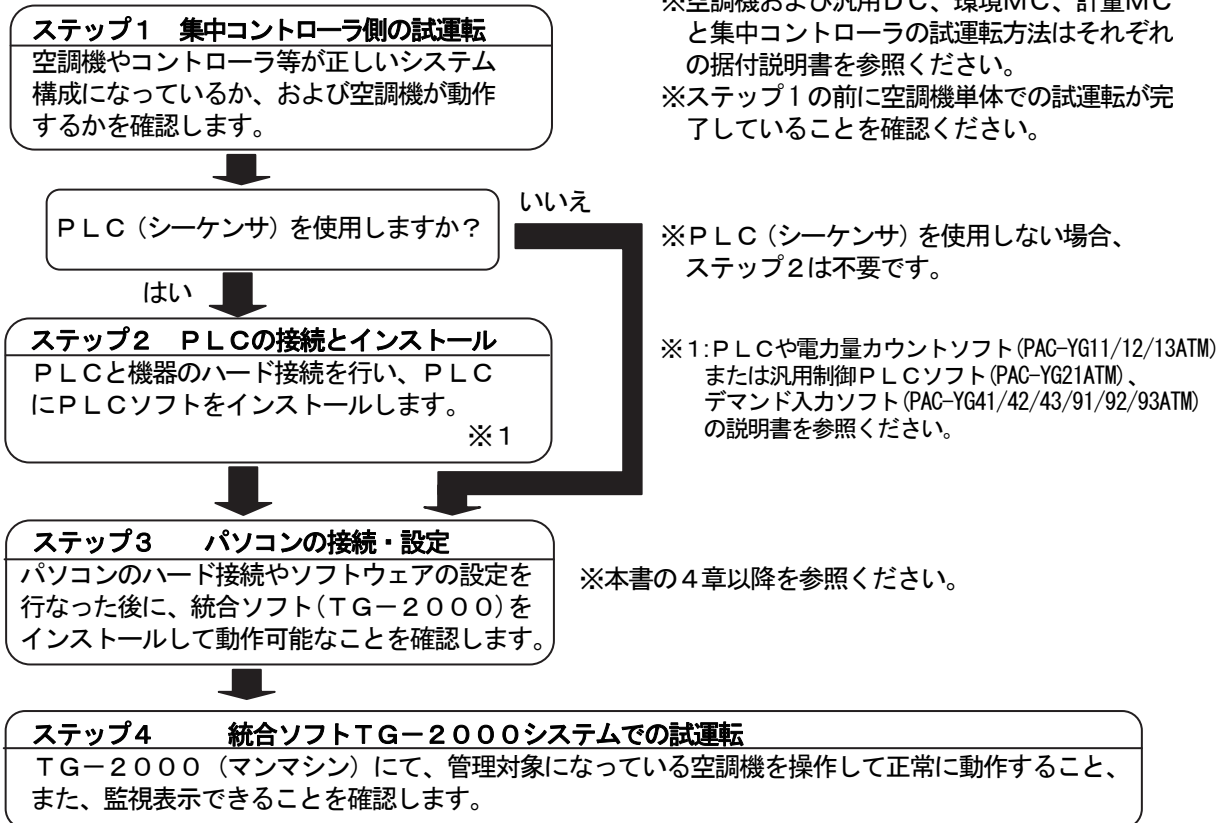 ステップ1 集中コントローラ側の試運転
空調機やコントローラ等が正しいシステム
構成になっているか、および空調機が動作
するかを確認します。
※空調機および汎用DC、環境MC、計量MC
と集中コントローラの試運転方法はそれぞれ
の据付説明書を参照ください。
※ステップ1の前に空調機単体での試運転が完
了していることを確認ください。
PLC(シーケンサ)を使用しますか?
いいえ
※PLC(シーケンサ)を使用しない場合、
ステップ2は不要です。
はい
ステップ2 PLCの接続とインストール
PLCと機器のハード接続を行い、PLC
にPLCソフトをインストールします。
※1
※1:PLCや電力量カウントソフト(PAC-YG11/12/13ATM)
または汎用制御PLCソフト(PAC-YG21ATM)、
デマンド入力ソフト(PAC-YG41/42/43/91/92/93ATM)
の説明書を参照ください。
ステップ3 パソコンの接続・設定
パソコンのハード接続やソフトウェアの設定を
行なった後に、統合ソフト(TG-2000)を
インストールして動作可能なことを確認します。
※本書の4章以降を参照ください。
ステップ4 統合ソフトTG-2000システムでの試運転
TG-2000(マンマシン)にて、管理対象になっている空調機を操作して正常に動作すること、
また、監視表示できることを確認します。